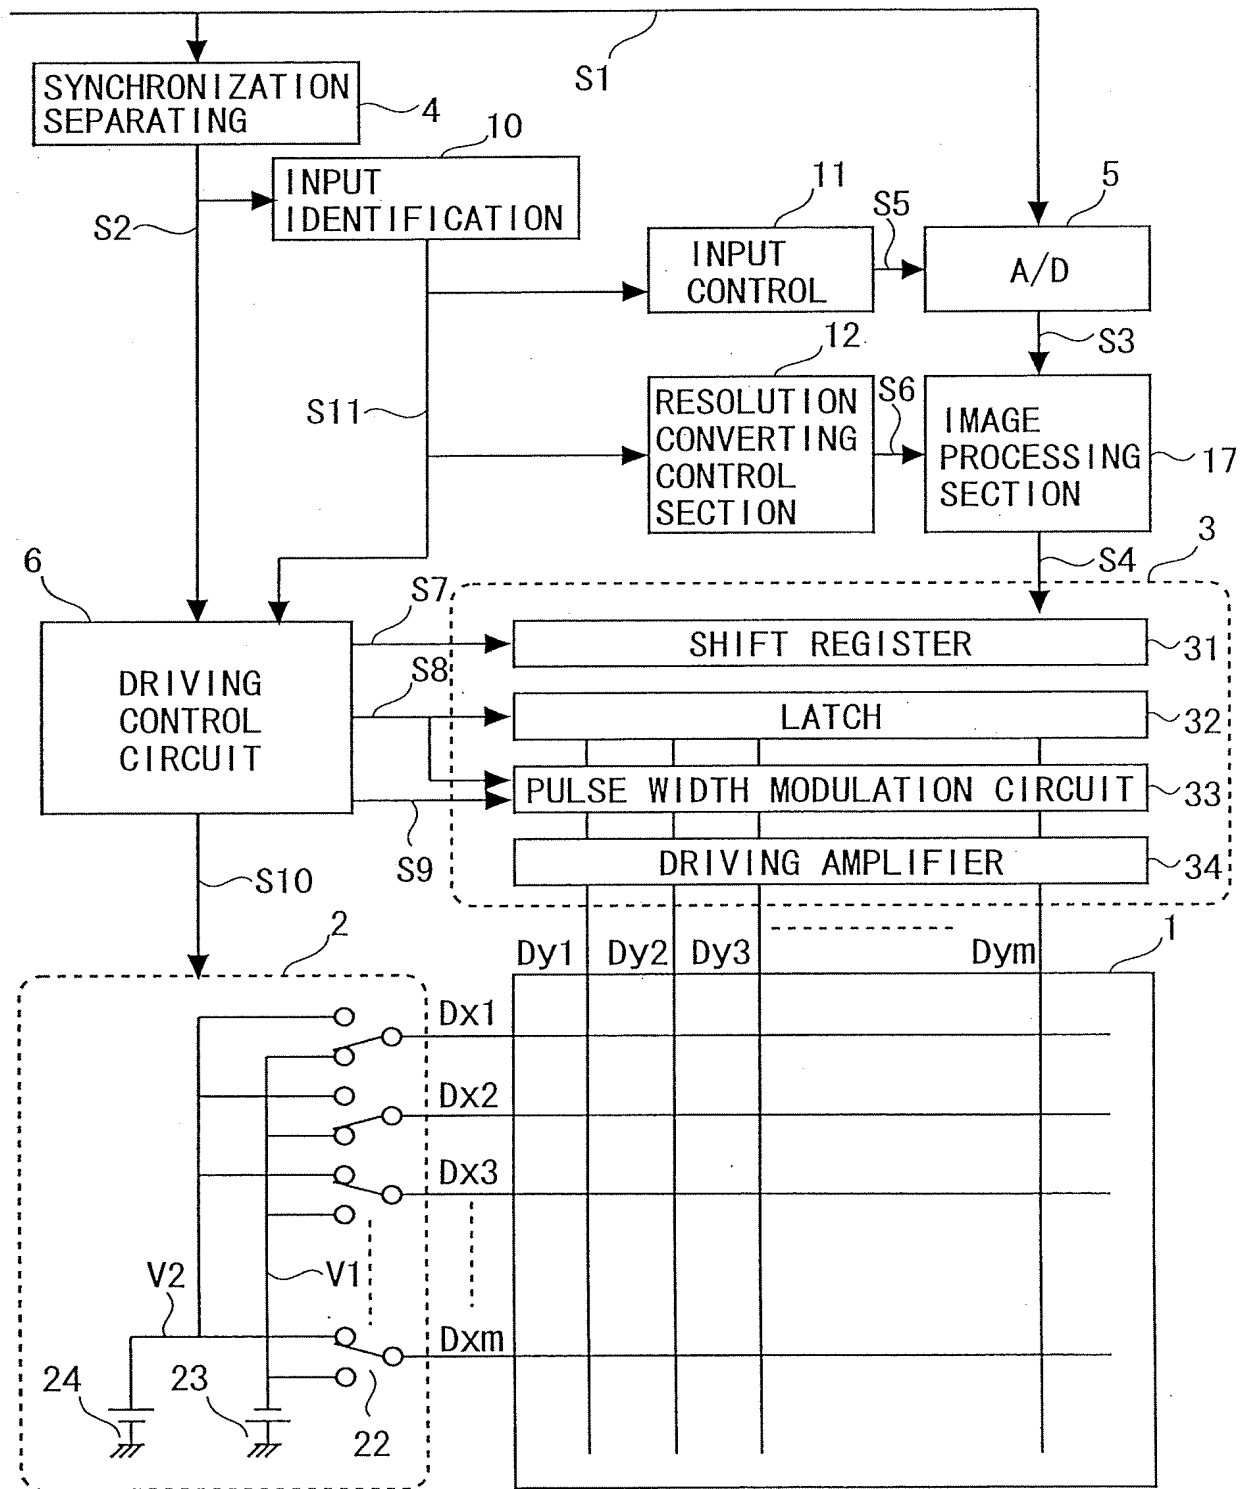 S1
SYNCHRONIZATION
SEPARATING
4
10
INPUT
IDENTIFICATION
S2
11
S5
5
INPUT
CONTROL
A/D
S3
12
S11
RESOLUTION
CONVERTING
CONTROL
SECTION
S6
IMAGE
PROCESSING
SECTION
17
S4
3
6
S7
SHIFT REGISTER
31
DRIVING
CONTROL
CIRCUIT
S8
LATCH
32
PULSE WIDTH MODULATION CIRCUIT
33
S9
DRIVING AMPLIFIER
34
S10
2
Dy1
Dy2
Dy3
Dym
1
Dx1
Dx2
Dx3
V2
V1
Dxm
24
23
22